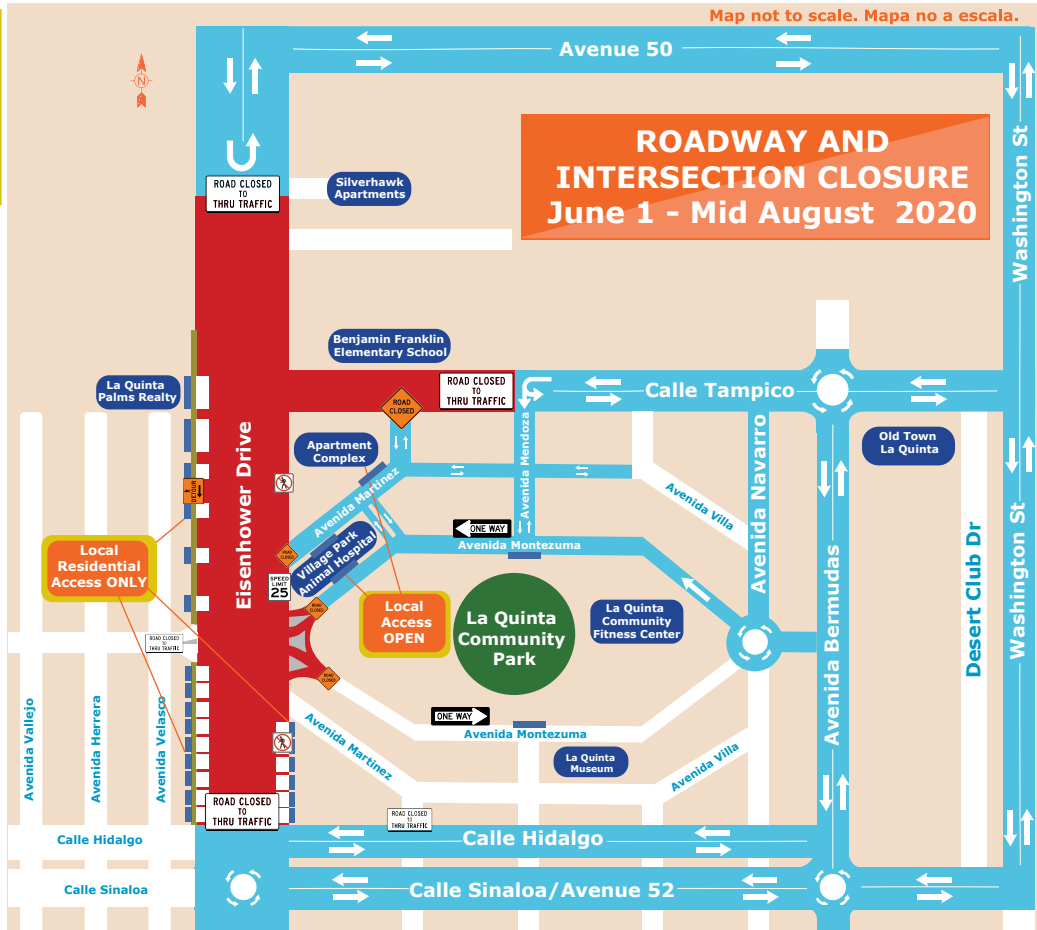 Map not to scale. Mapa no a escala.
Avenue 50
N
ROADWAY AND
INTERSECTION CLOSURE
June 1 - Mid August 2020
Washington St
ROAD CLOSED
TO
THRU TRAFFIC
Silverhawk
Apartments
Benjamin Franklin
Elementary School
La Quinta
Palms Realty
ROAD CLOSED
TO
THRU TRAFFIC
Calle Tampico
ROAD
CLOSED
Apartment
Complex
Avenida Mendoza
Avenida Navarro
Old Town
La Quinta
Eisenhower Drive
Avenida Martinez
Avenida Villa
DETOUR
ONE WAY
Avenida Montezuma
Local
Residential
Access ONLY
ROAD
CLOSED
Village Park
Animal Hospital
SPEED
LIMIT
25
ROAD
CLOSED
Local
Access
OPEN
La Quinta
Community
Park
La Quinta
Community
Fitness Center
Avenida Bermudas
Desert Club Dr
Washington St
ROAD CLOSED
TO
THRU TRAFFIC
ROAD
CLOSED
Avenida Vallejo
Avenida Herrera
Avenida Velasco
Avenida Martinez
ONE WAY
Avenida Montezuma
Avenida Villa
La Quinta
Museum
ROAD CLOSED
TO
THRU TRAFFIC
ROAD CLOSED
TO
THRU TRAFFIC
Calle Hidalgo
Calle Hidalgo
Calle Sinaloa
Calle Sinaloa/Avenue 52